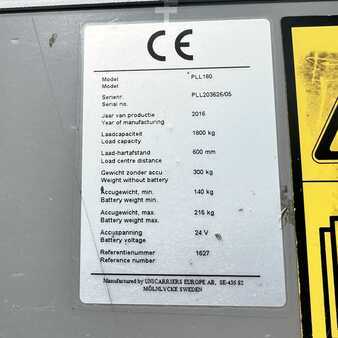 CE
Model PLL180
Model
Serienr. PLL203626/05
Serial no.
Jaar van productie 2016
Year of manufacturing
Laadcapaciteit 1800 kg
Load capacity
Laad-hartafstand 600 mm
Load centre distance
Gewicht zonder accu 300 kg
Weight without battery
Accugewicht, min. 140 kg
Battery weight min.
Accugewicht, max. 216 kg
Battery weight max.
Accuspanning 24 V
Battery voltage
Referentienummer 1627
Reference number
Manufactured by UNICARRIERS EUROPE AB, SE-435 82
MÖLNLYCKE SWEDEN